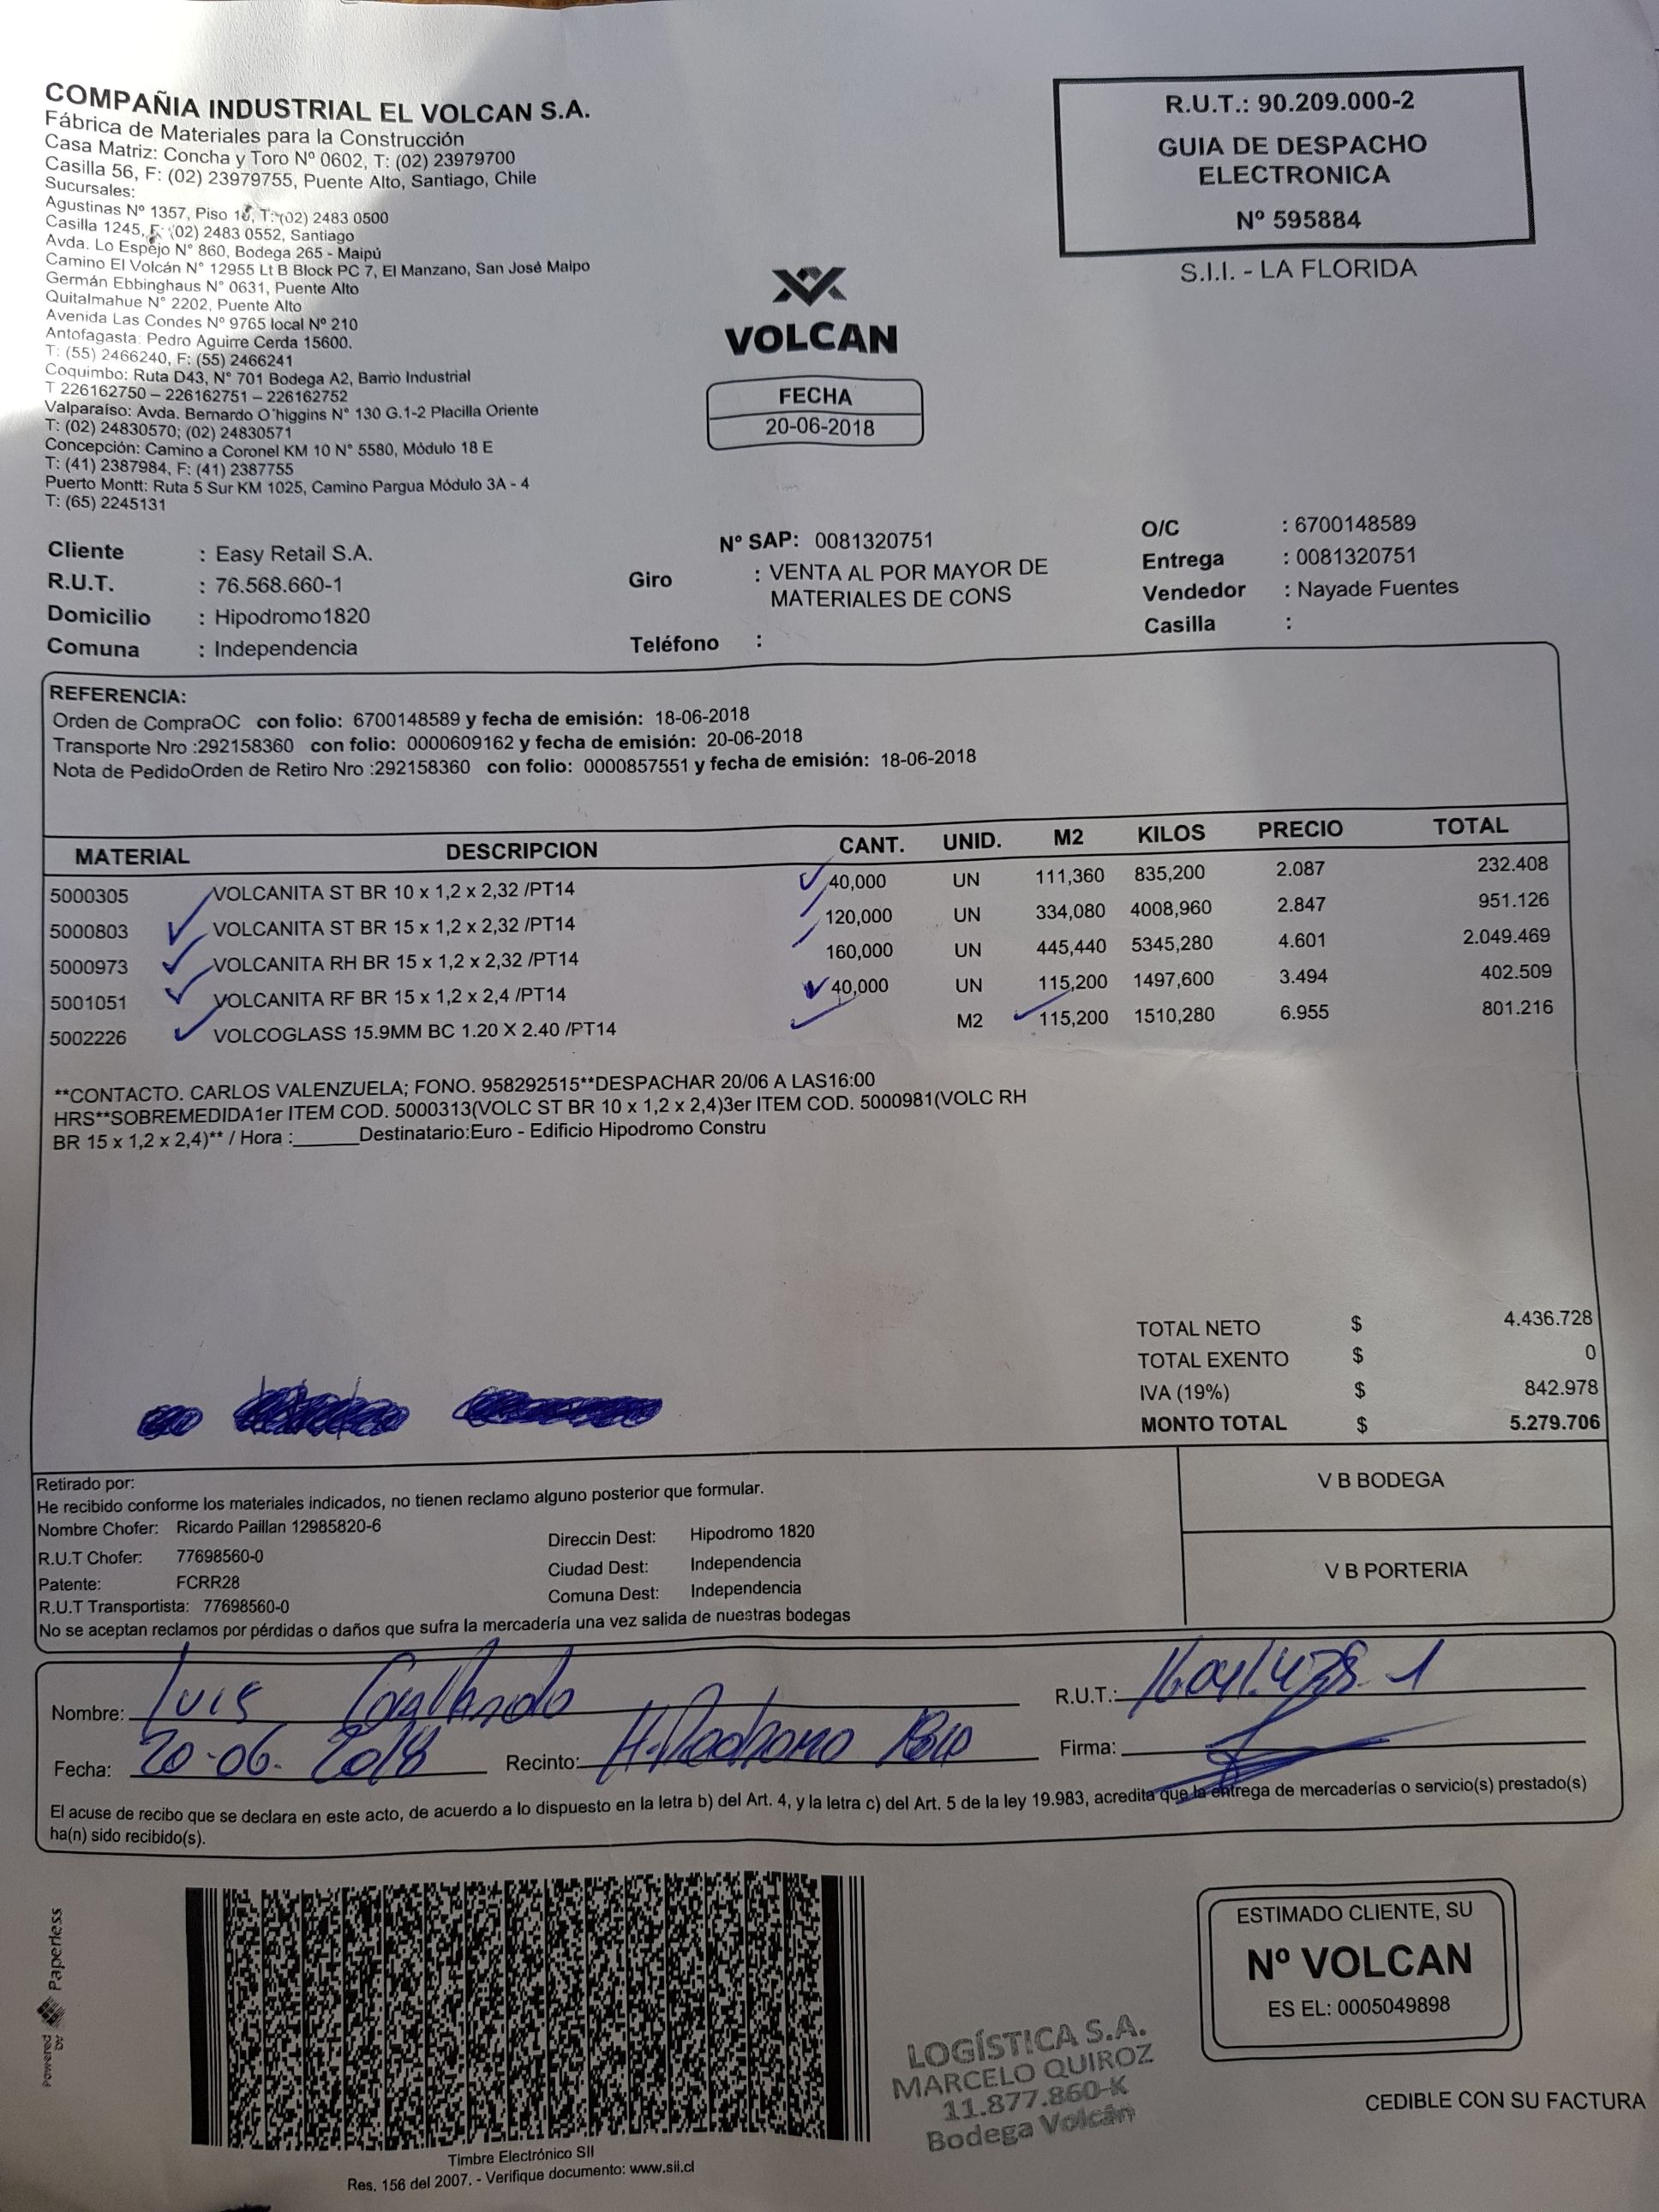 COMPAÑIA INDUSTRIAL EL VOLCAN S.A.
Fábrica de Materiales para la Construcción
Casa Matriz: Concha y Toro Nº 0602, T: (02) 23979700
Casilla 56, F: (02) 23979755, Puente Alto, Santiago, Chile
Sucursales:
Agustinas Nº 1357, Piso 10, T: (02) 2483 0500
Casilla 1245, F: (02) 2483 0552, Santiago
Avda. Lo Espejo N° 860, Bodega 265 - Maipú
Camino El Volcán N° 12955 Lt B Block PC 7, El Manzano, San José Maipo
Germán Ebbinghaus N° 0631, Puente Alto
Quitalmahue N° 2202, Puente Alto
Avenida Las Condes Nº 9765 local Nº 210
Antofagasta: Pedro Aguirre Cerda 15600.
T: (55) 2466240, F: (55) 2466241
Coquimbo: Ruta D43, N° 701 Bodega A2, Barrio Industrial
T 226162750 – 226162751 – 226162752
Valparaíso: Avda. Bernardo O´higgins N° 130 G.1-2 Placilla Oriente
T: (02) 24830570; (02) 24830571
Concepción: Camino a Coronel KM 10 N° 5580, Módulo 18 E
T: (41) 2387984, F: (41) 2387755
Puerto Montt: Ruta 5 Sur KM 1025, Camino Pargua Módulo 3A - 4
T: (65) 2245131
R.U.T.: 90.209.000-2
GUIA DE DESPACHO
ELECTRONICA
Nº 595884
S.I.I. - LA FLORIDA
VOLCAN
FECHA
20-06-2018
Cliente : Easy Retail S.A.
R.U.T. : 76.568.660-1
Domicilio : Hipodromo1820
Comuna : Independencia
Nº SAP: 0081320751
Giro : VENTA AL POR MAYOR DE
MATERIALES DE CONS
Teléfono :
O/C : 6700148589
Entrega : 0081320751
Vendedor : Nayade Fuentes
Casilla :
REFERENCIA:
Orden de CompraOC con folio: 6700148589 y fecha de emisión: 18-06-2018
Transporte Nro :292158360 con folio: 0000609162 y fecha de emisión: 20-06-2018
Nota de PedidoOrden de Retiro Nro :292158360 con folio: 0000857551 y fecha de emisión: 18-06-2018
MATERIAL DESCRIPCION CANT. UNID. M2 KILOS PRECIO TOTAL
5000305 VOLCANITA ST BR 10 x 1,2 x 2,32 /PT14 40,000 UN 111,360 835,200 2.087 232.408
5000803 VOLCANITA ST BR 15 x 1,2 x 2,32 /PT14 120,000 UN 334,080 4008,960 2.847 951.126
5000973 VOLCANITA RH BR 15 x 1,2 x 2,32 /PT14 160,000 UN 445,440 5345,280 4.601 2.049.469
5001051 VOLCANITA RF BR 15 x 1,2 x 2,4 /PT14 40,000 UN 115,200 1497,600 3.494 402.509
5002226 VOLCOGLASS 15.9MM BC 1.20 X 2.40 /PT14 M2 115,200 1510,280 6.955 801.216
**CONTACTO. CARLOS VALENZUELA; FONO. 958292515**DESPACHAR 20/06 A LAS16:00
HRS**SOBREMEDIDA1er ITEM COD. 5000313(VOLC ST BR 10 x 1,2 x 2,4)3er ITEM COD. 5000981(VOLC RH
BR 15 x 1,2 x 2,4)** / Hora :______Destinatario:Euro - Edificio Hipodromo Constru
TOTAL NETO $ 4.436.728
TOTAL EXENTO $ 0
IVA (19%) $ 842.978
MONTO TOTAL $ 5.279.706
Retirado por:
He recibido conforme los materiales indicados, no tienen reclamo alguno posterior que formular.
Nombre Chofer: Ricardo Paillan 12985820-6
R.U.T Chofer: 77698560-0
Patente: FCRR28
R.U.T Transportista: 77698560-0
Direccin Dest: Hipodromo 1820
Ciudad Dest: Independencia
Comuna Dest: Independencia
No se aceptan reclamos por pérdidas o daños que sufra la mercadería una vez salida de nuestras bodegas
V B BODEGA
V B PORTERIA
Nombre: Luis Gallardo R.U.T.:
Fecha: 20-06-2018 Recinto: Hipodromo Firma:
El acuse de recibo que se declara en este acto, de acuerdo a lo dispuesto en la letra b) del Art. 4, y la letra c) del Art. 5 de la ley 19.983, acredita que la entrega de mercaderías o servicio(s) prestado(s)
ha(n) sido recibido(s).
Powered by Paperless
Timbre Electrónico SII
Res. 156 del 2007. - Verifique documento: www.sii.cl
LOGÍSTICA S.A.
MARCELO QUIROZ
11.877.860-K
Bodega Volcán
ESTIMADO CLIENTE, SU
Nº VOLCAN
ES EL: 0005049898
CEDIBLE CON SU FACTURA